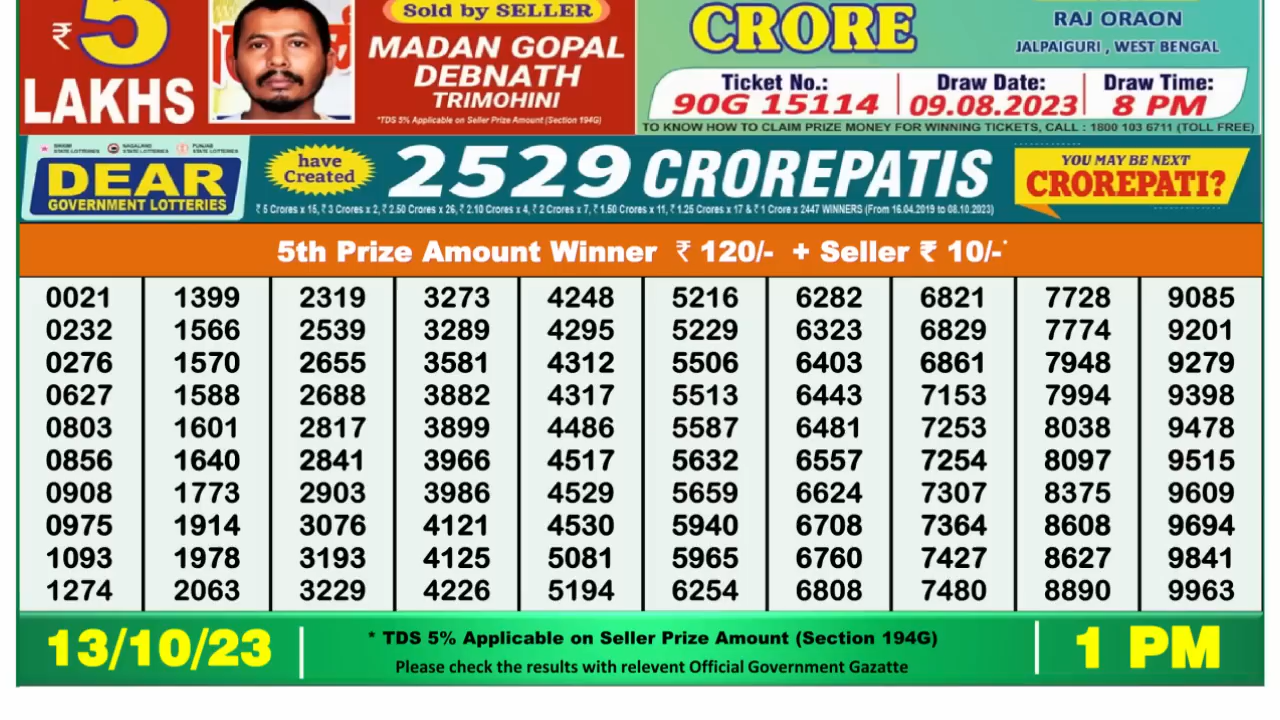 ₹ 5
LAKHS
Sold by SELLER
MADAN GOPAL
DEBNATH
TRIMOHINI
*TDS 5% Applicable on Seller Prize Amount (Section 194G)
CRORE
RAJ ORAON
JALPAIGURI , WEST BENGAL
Ticket No.: Draw Date: Draw Time:
90G 15114 09.08.2023 8 PM
TO KNOW HOW TO CLAIM PRIZE MONEY FOR WINNING TICKETS, CALL : 1800 103 6711 (TOLL FREE)
SIKKIM STATE LOTTERIES NAGALAND STATE LOTTERIES PUNJAB STATE LOTTERIES
DEAR
GOVERNMENT LOTTERIES
have
Created
2529 CROREPATIS
₹ 5 Crores x 15, ₹ 3 Crores x 2, ₹ 2.50 Crores x 26, ₹ 2.10 Crores x 4, ₹ 2 Crores x 7, ₹ 1.50 Crores x 11, ₹ 1.25 Crores x 17 & ₹ 1 Crore x 2447 WINNERS (From 16.04.2019 to 08.10.2023)
YOU MAY BE NEXT
CROREPATI?
5th Prize Amount Winner ₹ 120/- + Seller ₹ 10/-*
0021 1399 2319 3273 4248 5216 6282 6821 7728 9085
0232 1566 2539 3289 4295 5229 6323 6829 7774 9201
0276 1570 2655 3581 4312 5506 6403 6861 7948 9279
0627 1588 2688 3882 4317 5513 6443 7153 7994 9398
0803 1601 2817 3899 4486 5587 6481 7253 8038 9478
0856 1640 2841 3966 4517 5632 6557 7254 8097 9515
0908 1773 2903 3986 4529 5659 6624 7307 8375 9609
0975 1914 3076 4121 4530 5940 6708 7364 8608 9694
1093 1978 3193 4125 5081 5965 6760 7427 8627 9841
1274 2063 3229 4226 5194 6254 6808 7480 8890 9963
13/10/23
* TDS 5% Applicable on Seller Prize Amount (Section 194G)
Please check the results with relevent Official Government Gazatte
1 PM